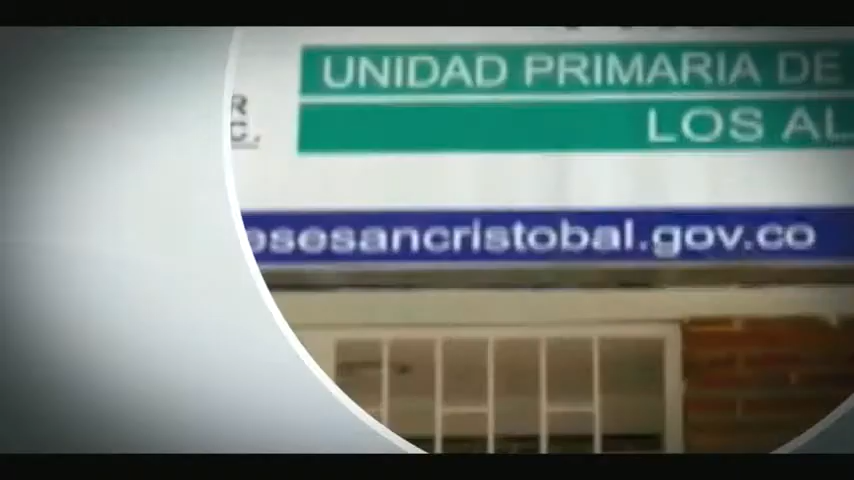 UNIDAD PRIMARIA DE
LOS AL
R
C.
esesancristobal.gov.co